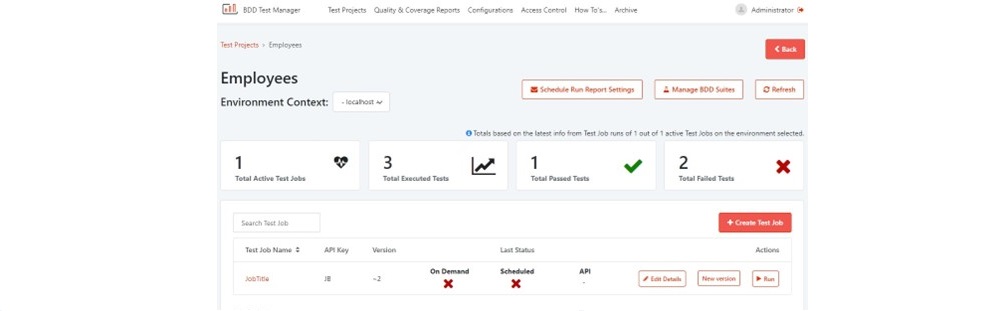 BDD Test Manager Test Projects Quality & Coverage Reports Configurations Access Control How To's... Archive Administrator
Test Projects > Employees
Back
Employees
Schedule Run Report Settings Manage BDD Suites Refresh
Environment Context: - localhost
Totals based on the latest info from Test Job runs of 1 out of 1 active Test Jobs on the environment selected.
1 3 1 2
Total Active Test Jobs Total Executed Tests Total Passed Tests Total Failed Tests
Search Test Job + Create Test Job
Test Job Name API Key Version Last Status Actions
On Demand Scheduled API
JobTitle JB ~2 Edit Details New version Run
-